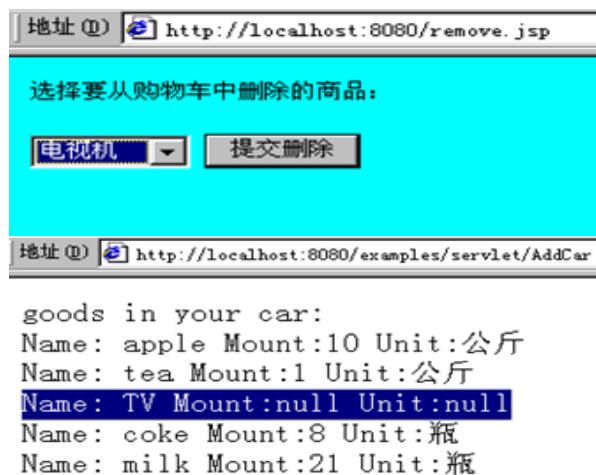 地址(D) http://localhost:8080/remove.jsp
选择要从购物车中删除的商品:
电视机 提交删除
地址(D) http://localhost:8080/examples/servlet/AddCar
goods in your car:
Name: apple Mount:10 Unit:公斤
Name: tea Mount:1 Unit:公斤
Name: TV Mount:null Unit:null
Name: coke Mount:8 Unit:瓶
Name: milk Mount:21 Unit:瓶